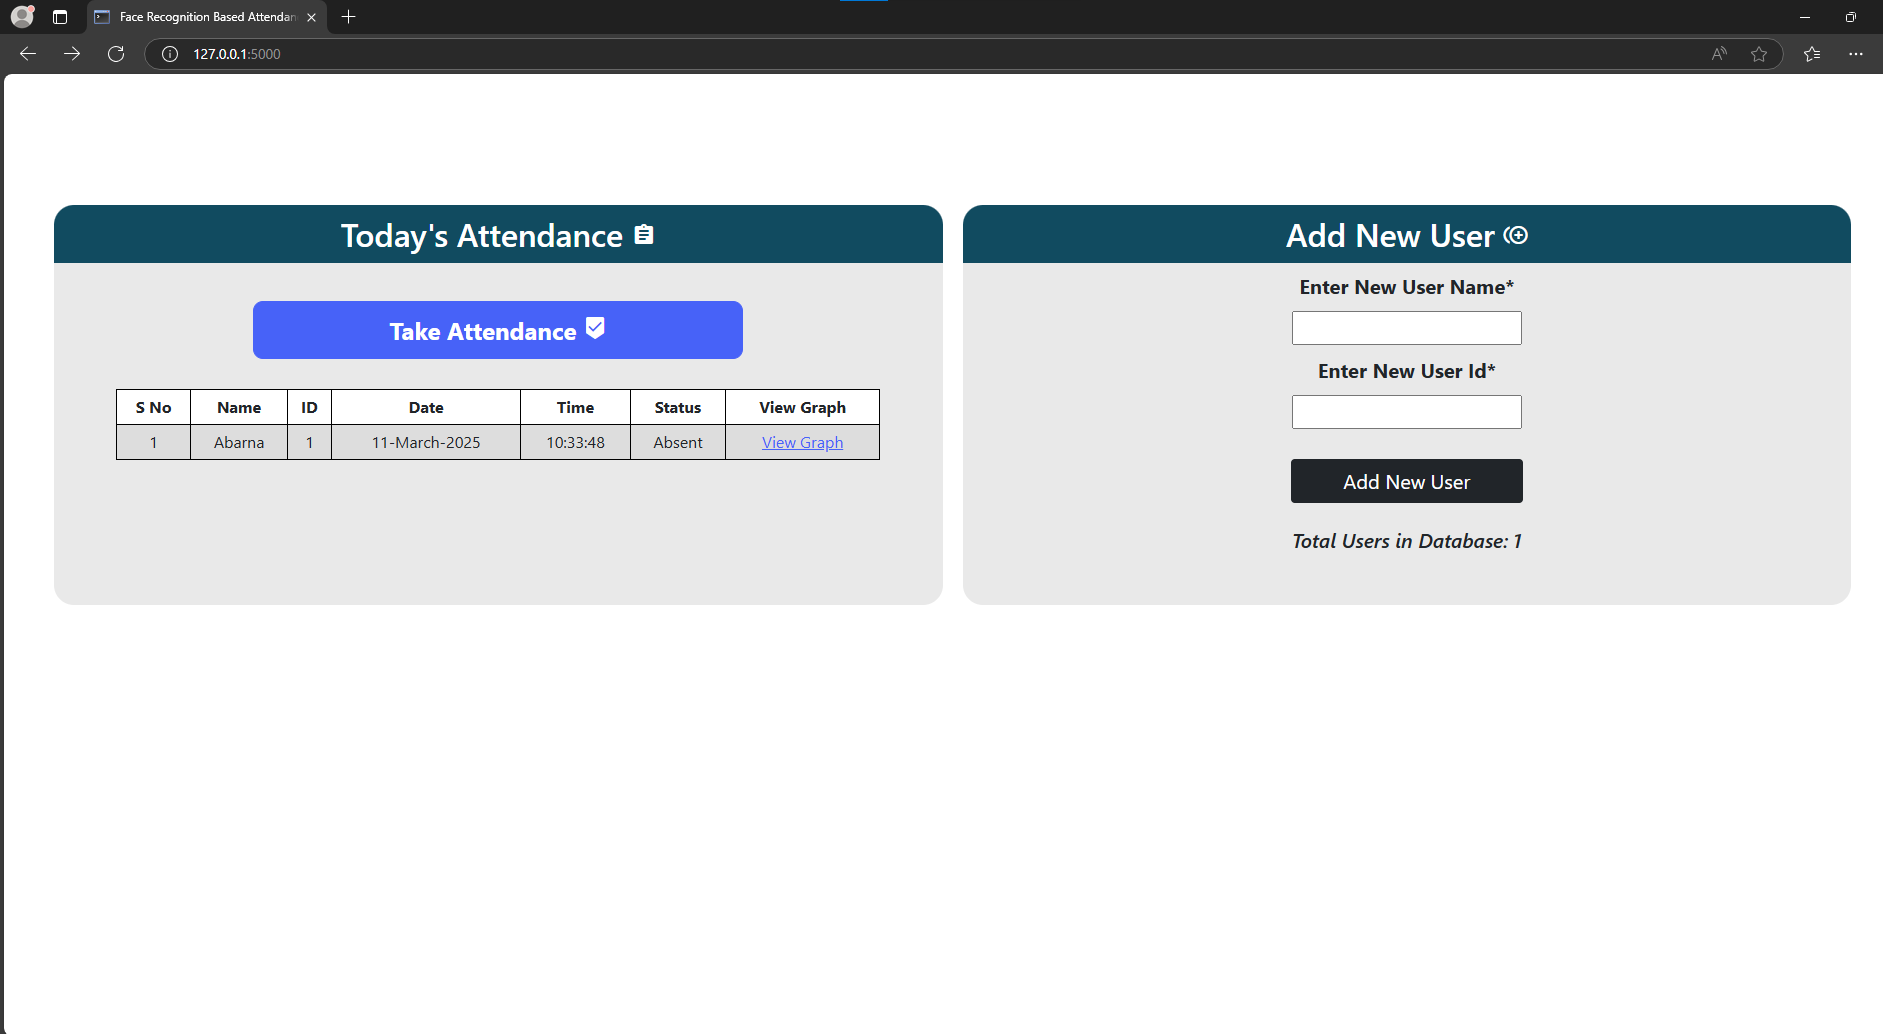 Face Recognition Based Attendan
127.0.0.1:5000
Today's Attendance
Take Attendance
S No Name ID Date Time Status View Graph
1 Abarna 1 11-March-2025 10:33:48 Absent View Graph
Add New User
Enter New User Name*
Enter New User Id*
Add New User
Total Users in Database: 1